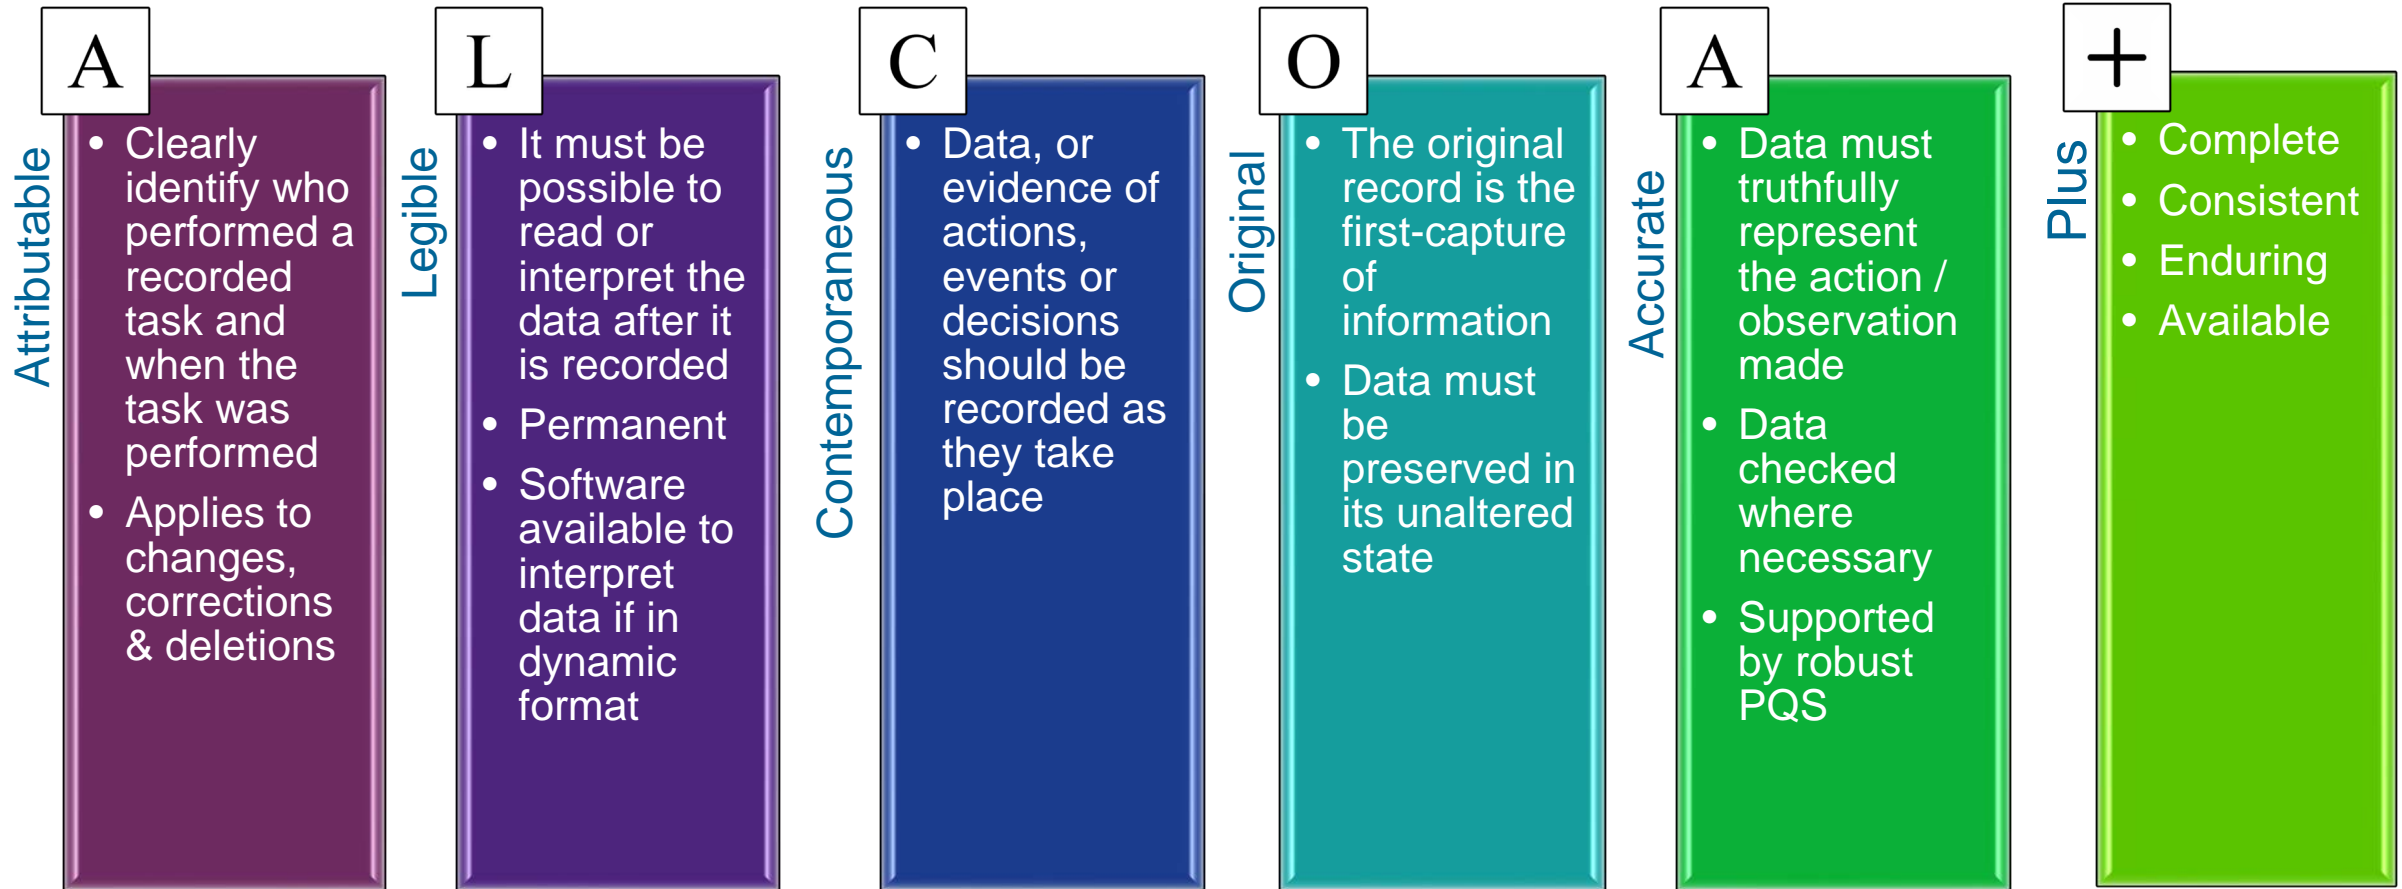 A
Attributable
• Clearly
identify who
performed a
recorded
task and
when the
task was
performed
• Applies to
changes,
corrections
& deletions
L
Legible
• It must be
possible to
read or
interpret the
data after it
is recorded
• Permanent
• Software
available to
interpret
data if in
dynamic
format
C
Contemporaneous
• Data, or
evidence of
actions,
events or
decisions
should be
recorded as
they take
place
O
Original
• The original
record is the
first-capture
of
information
• Data must
be
preserved in
its unaltered
state
A
Accurate
• Data must
truthfully
represent
the action /
observation
made
• Data
checked
where
necessary
• Supported
by robust
PQS
+
Plus
• Complete
• Consistent
• Enduring
• Available